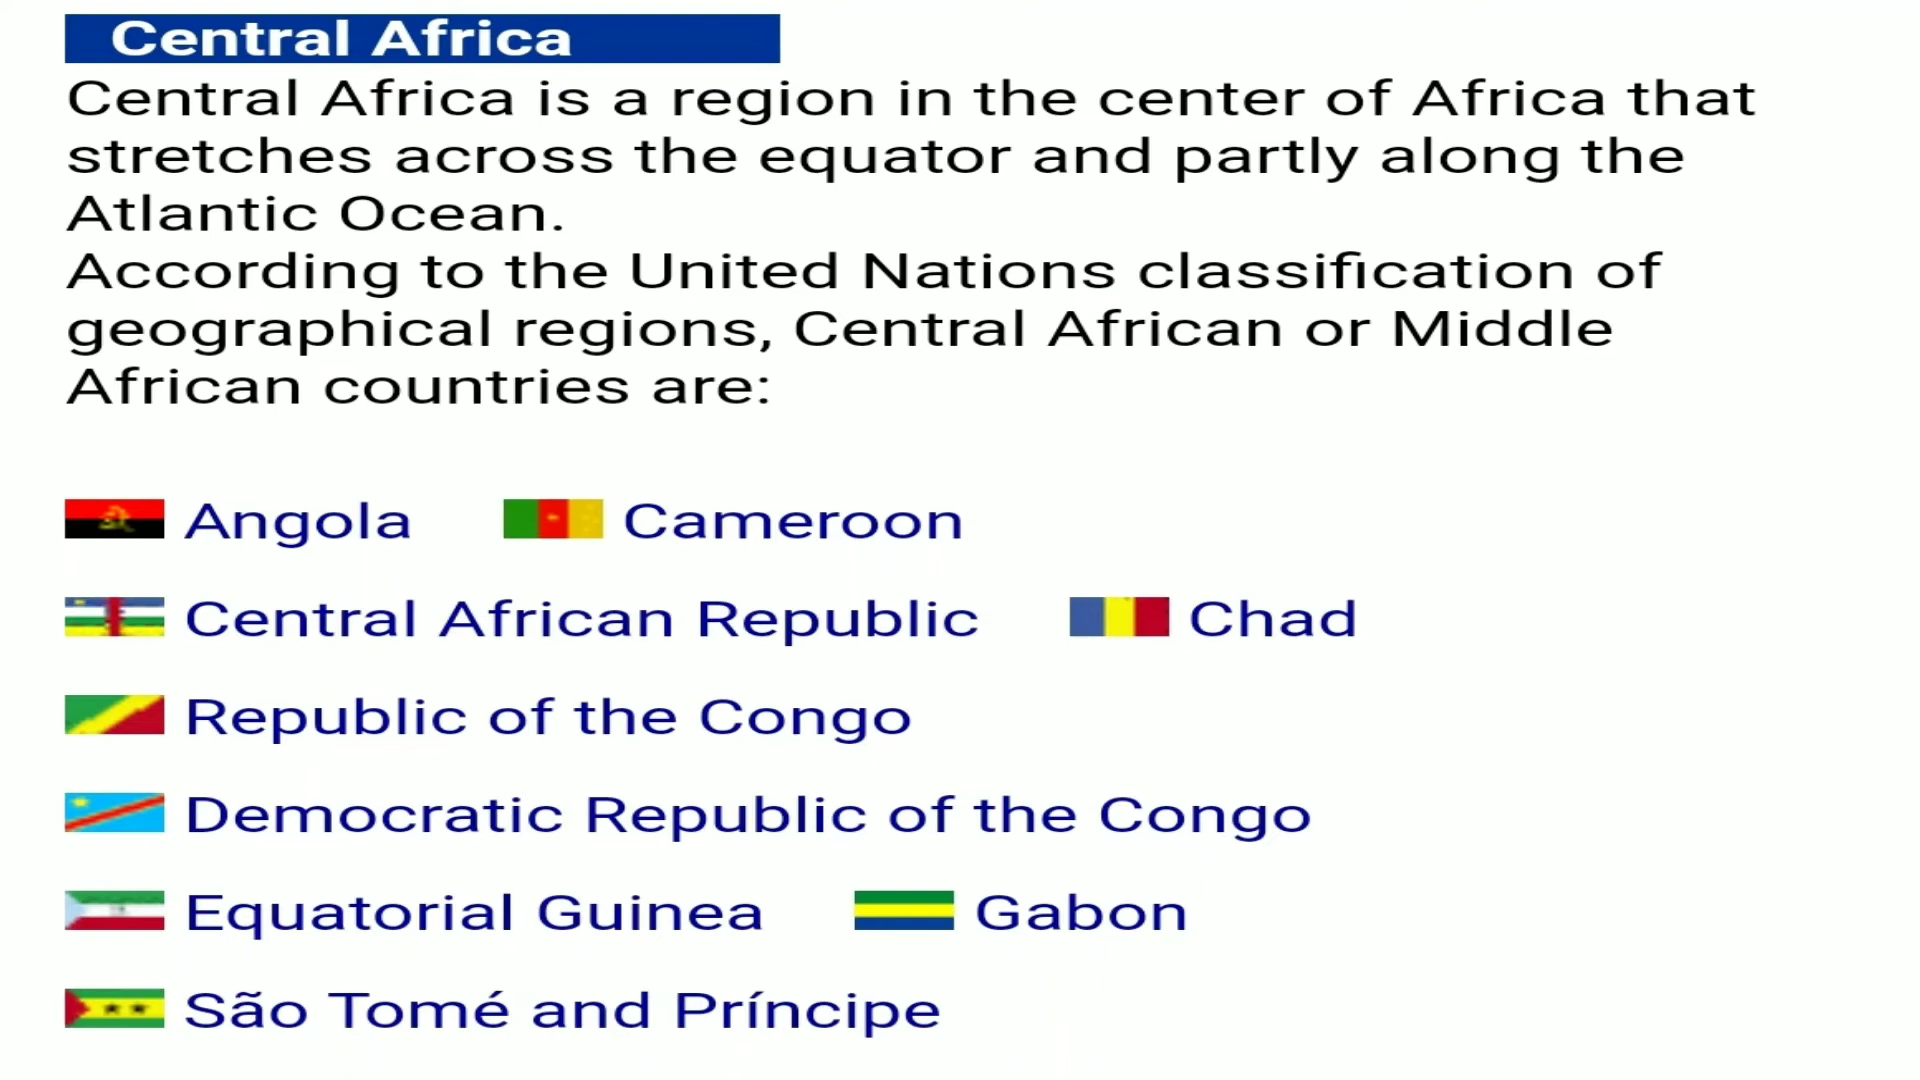 Central Africa
Central Africa is a region in the center of Africa that
stretches across the equator and partly along the
Atlantic Ocean.
According to the United Nations classification of
geographical regions, Central African or Middle
African countries are:
Angola Cameroon
Central African Republic Chad
Republic of the Congo
Democratic Republic of the Congo
Equatorial Guinea Gabon
São Tomé and Príncipe